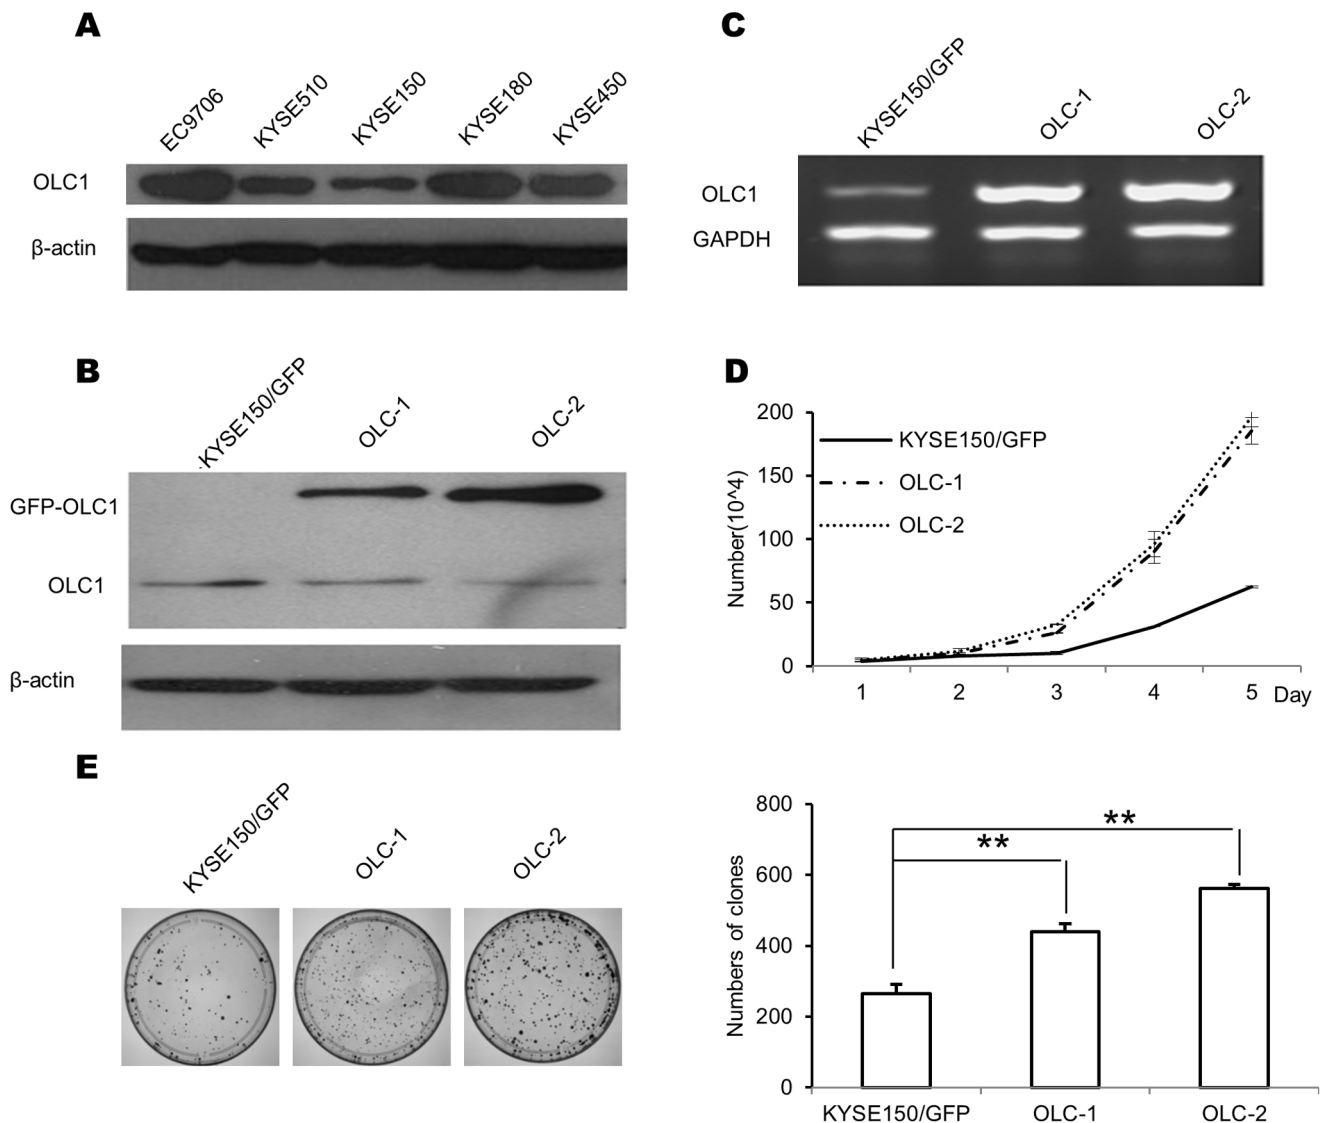 A
EC9706
KYSE510
KYSE150
KYSE180
KYSE450
OLC1
β-actin
B
KYSE150/GFP
OLC-1
OLC-2
GFP-OLC1
OLC1
β-actin
C
KYSE150/GFP
OLC-1
OLC-2
OLC1
GAPDH
D
200
150
100
50
0
Number(10^4)
KYSE150/GFP
OLC-1
OLC-2
1 2 3 4 5 Day
E
KYSE150/GFP
OLC-1
OLC-2
800
600
400
200
0
Numbers of clones
**
**
KYSE150/GFP OLC-1 OLC-2